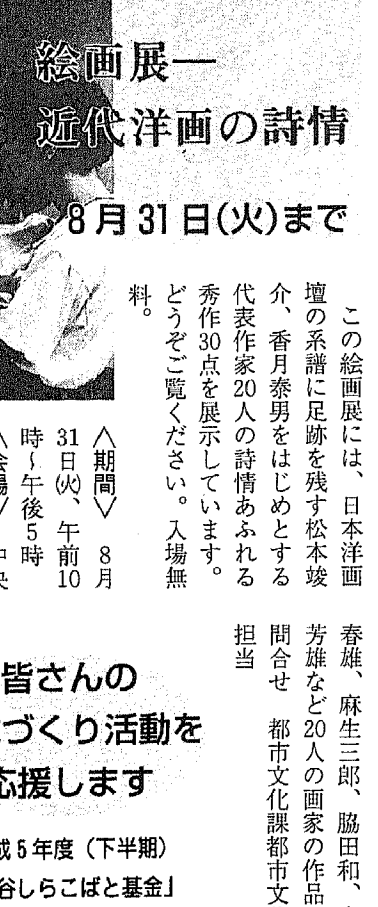 絵画展―
近代洋画の詩情
8月31日(火)まで
この絵画展には、日本洋画
壇の系譜に足跡を残す松本竣
介、香月泰男をはじめとする
代表作家20人の詩情あふれる
秀作30点を展示しています。
どうぞご覧ください。入場無
料。
〈期間〉 8月
31日㈫、午前10
時〜午後5時
〈会場〉 中央
春雄、麻生三郎、脇田和、
芳雄など20人の画家の作品
問合せ 都市文化課都市文
担当
皆さんの
づくり活動を
応援します
成5年度(下半期)
谷しらこばと基金」